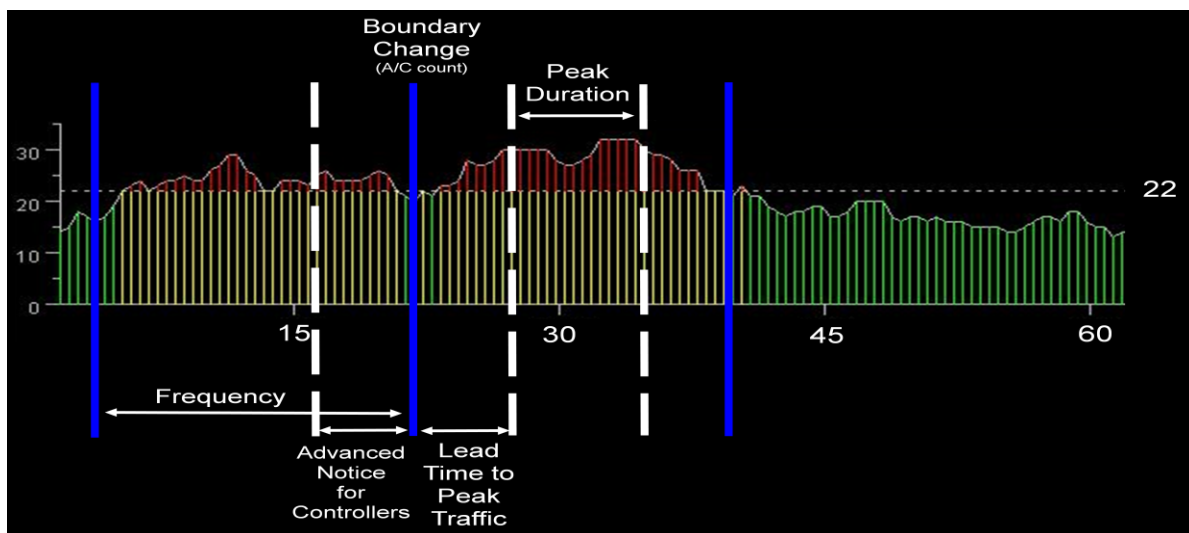 Boundary
Change
(A/C count)
Peak
Duration
30
20
10
0
22
15
30
45
60
Frequency
Advanced
Notice
for
Controllers
Lead
Time to
Peak
Traffic